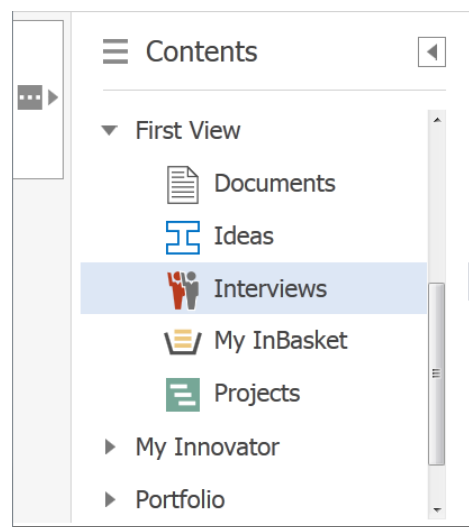 Contents
First View
Documents
Ideas
Interviews
My InBasket
Projects
My Innovator
Portfolio